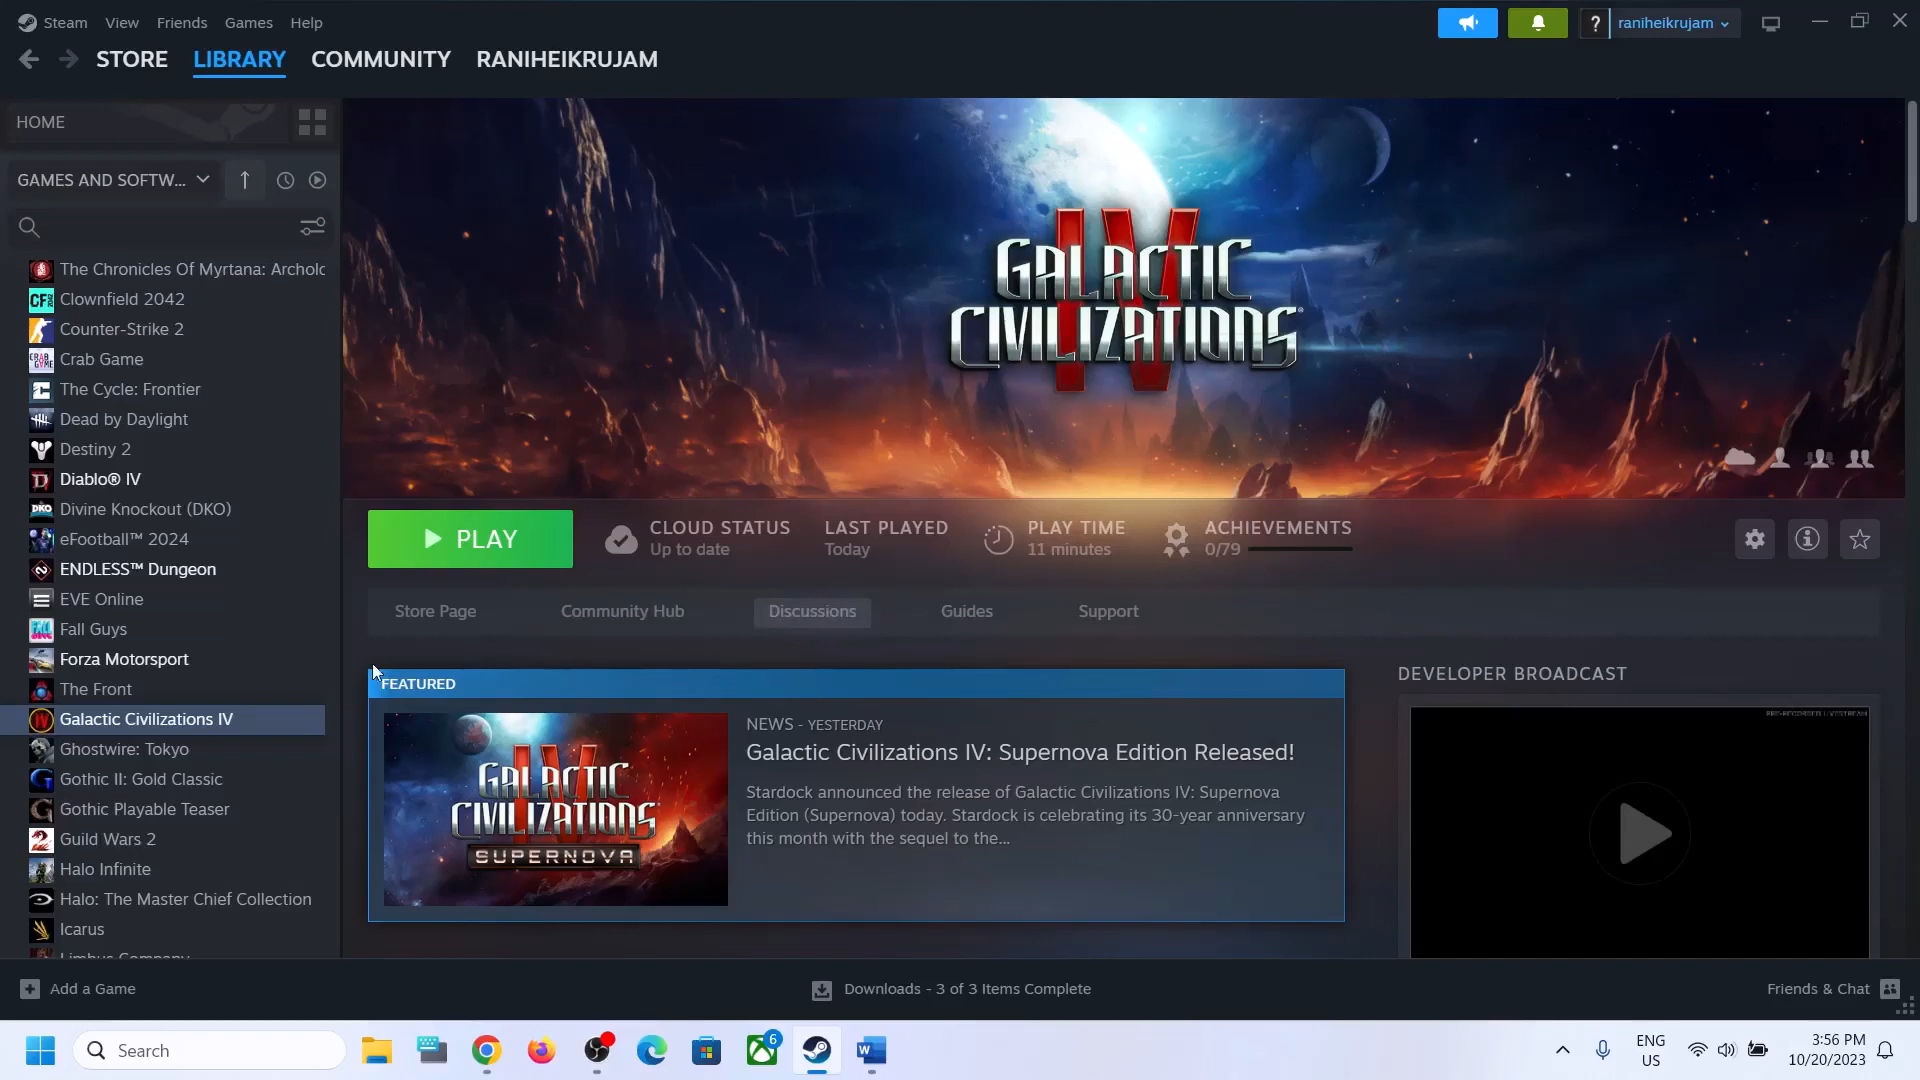 Steam View Friends Games Help
? raniheikrujam
STORE LIBRARY COMMUNITY RANIHEIKRUJAM
HOME
GAMES AND SOFTW...
The Chronicles Of Myrtana: Archolo
Clownfield 2042
Counter-Strike 2
Crab Game
The Cycle: Frontier
Dead by Daylight
Destiny 2
Diablo® IV
Divine Knockout (DKO)
eFootball™ 2024
ENDLESS™ Dungeon
EVE Online
Fall Guys
Forza Motorsport
The Front
Galactic Civilizations IV
Ghostwire: Tokyo
Gothic II: Gold Classic
Gothic Playable Teaser
Guild Wars 2
Halo Infinite
Halo: The Master Chief Collection
Icarus
Limbus Company
IV
GALACTIC
CIVILIZATIONS
PLAY
CLOUD STATUS
Up to date
LAST PLAYED
Today
PLAY TIME
11 minutes
ACHIEVEMENTS
0/79
Store Page Community Hub Discussions Guides Support
FEATURED
IV
GALACTIC
CIVILIZATIONS
SUPERNOVA
NEWS - YESTERDAY
Galactic Civilizations IV: Supernova Edition Released!
Stardock announced the release of Galactic Civilizations IV: Supernova
Edition (Supernova) today. Stardock is celebrating its 30-year anniversary
this month with the sequel to the...
DEVELOPER BROADCAST
PRE-RECORDED LIVESTREAM
Add a Game
Downloads - 3 of 3 Items Complete
Friends & Chat
Search
6
ENG
US
3:56 PM
10/20/2023